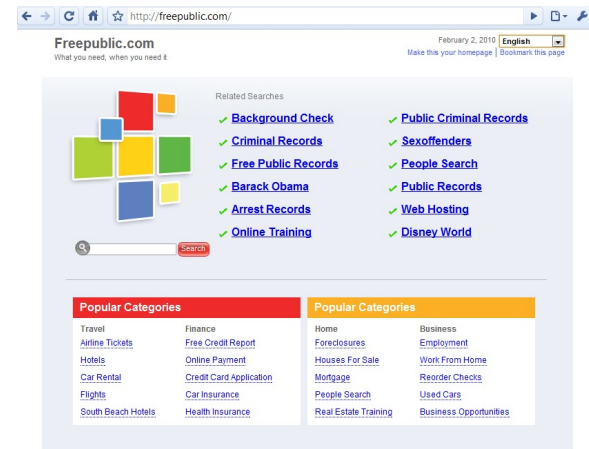 http://freepublic.com/
Freepublic.com
What you need, when you need it
February 2, 2010 English
Make this your homepage | Bookmark this page
Related Searches
Background Check
Public Criminal Records
Criminal Records
Sexoffenders
Free Public Records
People Search
Barack Obama
Public Records
Arrest Records
Web Hosting
Online Training
Disney World
Search
Popular Categories
Popular Categories
Travel Finance
Home Business
Airline Tickets Free Credit Report
Foreclosures Employment
Hotels Online Payment
Houses For Sale Work From Home
Car Rental Credit Card Application
Mortgage Reorder Checks
Flights Car Insurance
People Search Used Cars
South Beach Hotels Health Insurance
Real Estate Training Business Opportunities